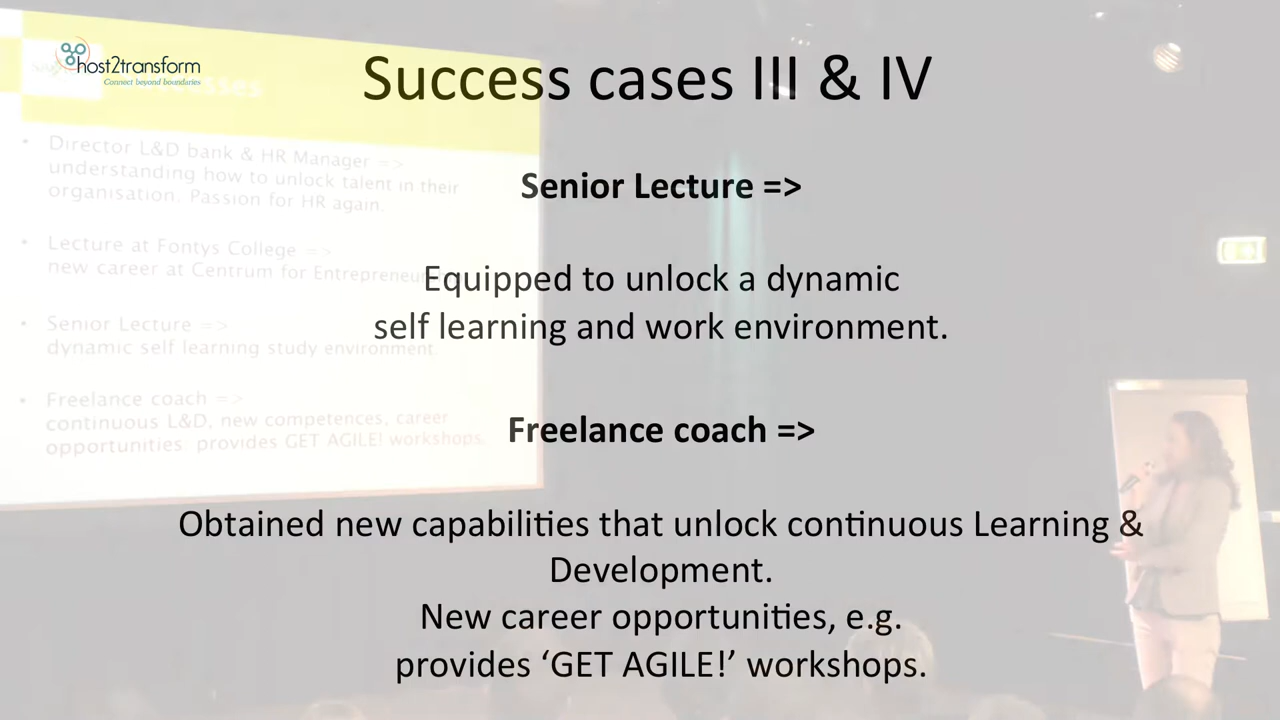 host2transform
Connect beyond boundaries
Success cases III & IV
Senior Lecture =>
Equipped to unlock a dynamic
self learning and work environment.
Freelance coach =>
Obtained new capabilities that unlock continuous Learning &
Development.
New career opportunities, e.g.
provides ‘GET AGILE!’ workshops.
• Director L&D bank & HR Manager =>
understanding how to unlock talent in their
organisation. Passion for HR again.
• Lecture at Fontys College =>
new career at Centrum for
• Senior Lecture =>
dynamic self learning study environment.
• Freelance coach =>
continuous L&D, new competences, career
opportunities: provides GET AGILE! workshops.